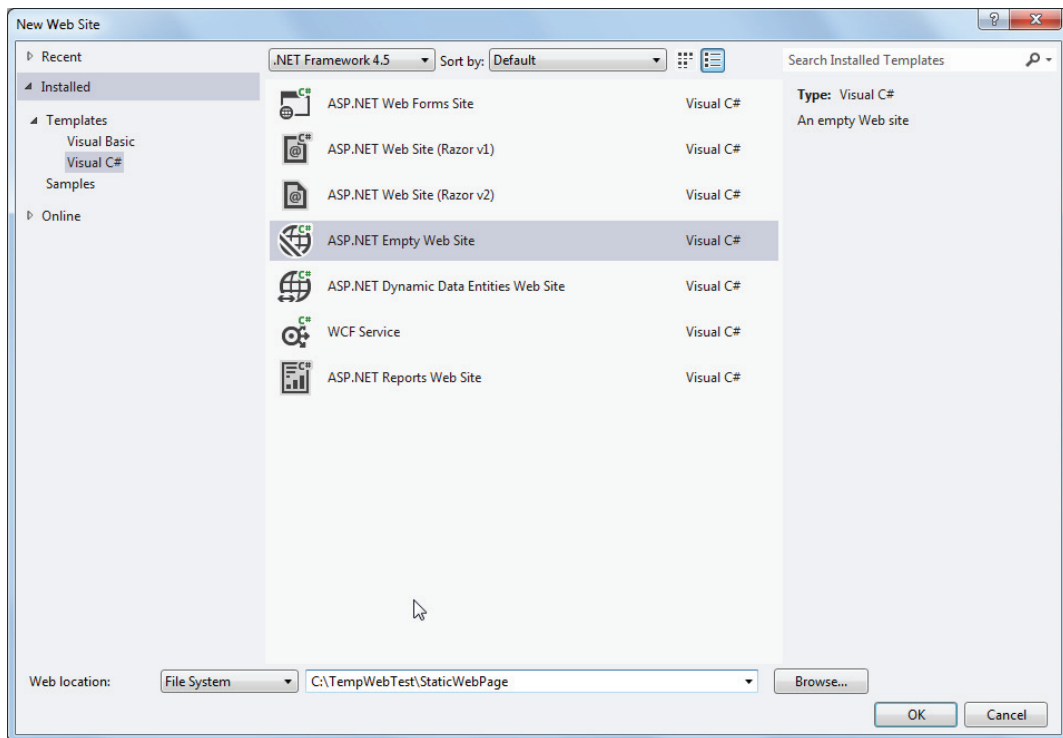 New Web Site
?
Recent
.NET Framework 4.5
Sort by:
Default
Search Installed Templates
Installed
Templates
Visual Basic
Visual C#
Samples
Online
C# ASP.NET Web Forms Site Visual C#
C# @ ASP.NET Web Site (Razor v1) Visual C#
@ ASP.NET Web Site (Razor v2) Visual C#
C# ASP.NET Empty Web Site Visual C#
C# ASP.NET Dynamic Data Entities Web Site Visual C#
C# WCF Service Visual C#
C# ASP.NET Reports Web Site Visual C#
Type: Visual C#
An empty Web site
Web location:
File System
C:\TempWebTest\StaticWebPage
Browse...
OK
Cancel